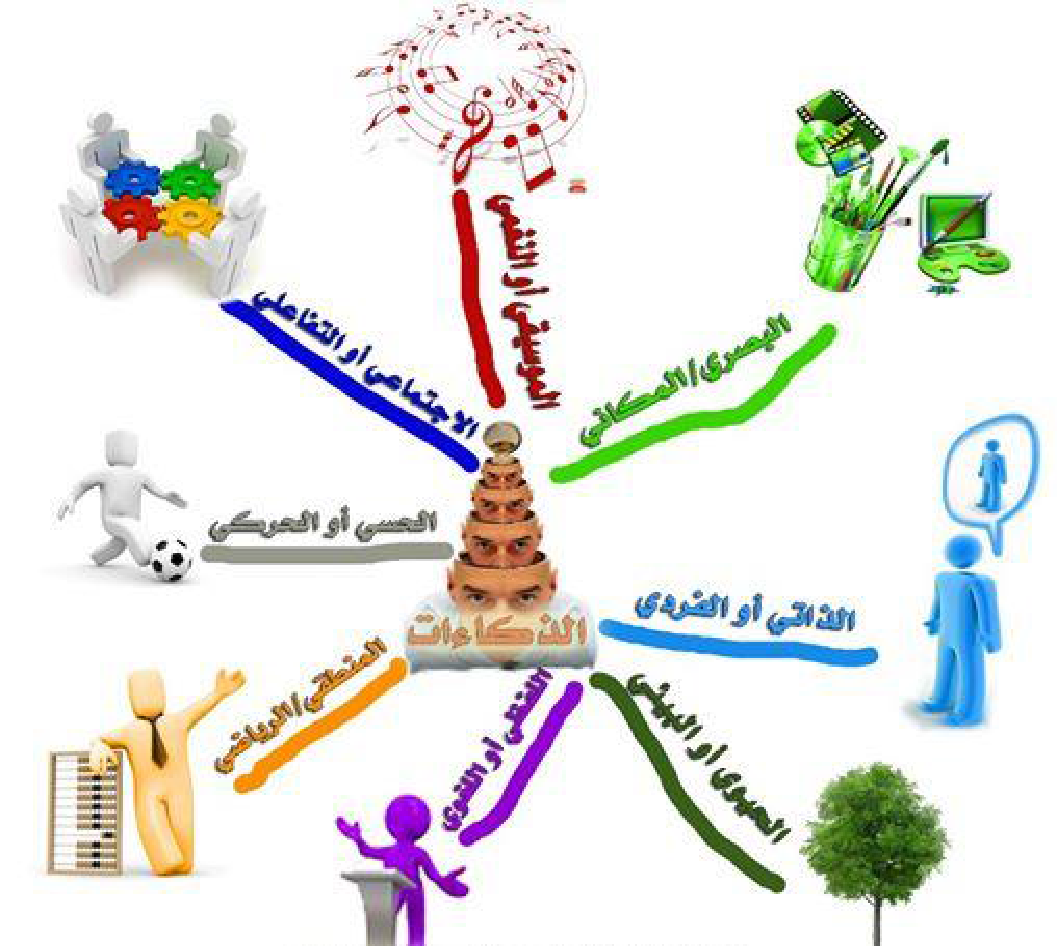 الموسيقي أو النغمي
البصري/المكاني
الذاتي أو الفردي
الحيوي أو البيئي
اللفظي أو اللغوي
المنطقي/الرياضي
الحسي أو الحركي
الاجتماعي أو التفاعلي
الذكاءات